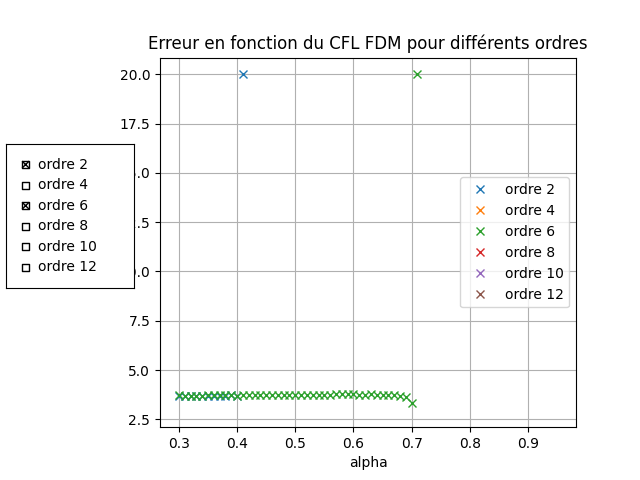 Erreur en fonction du CFL FDM pour différents ordres
20.0
17.5
5.0
.5
0.0
7.5
5.0
2.5
ordre 2
ordre 4
ordre 6
ordre 8
ordre 10
ordre 12
ordre 2
ordre 4
ordre 6
ordre 8
ordre 10
ordre 12
0.3 0.4 0.5 0.6 0.7 0.8 0.9
alpha